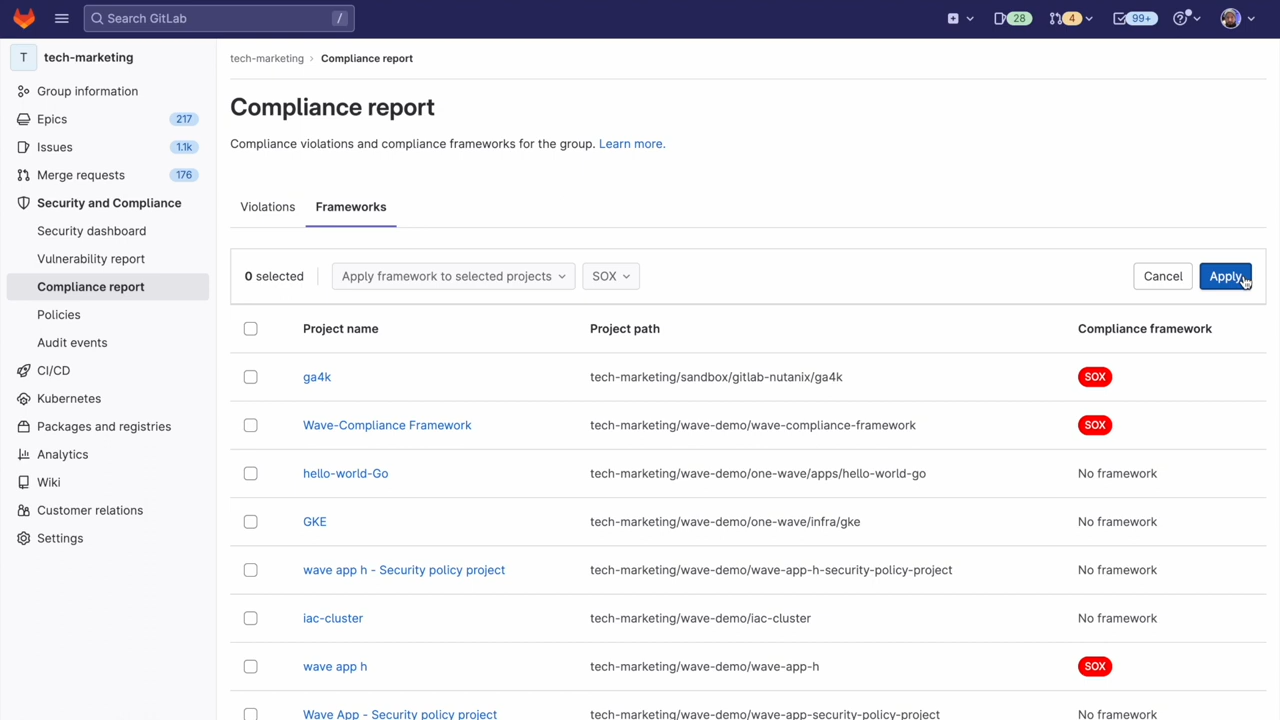 Search GitLab /
28 4 99+
T tech-marketing
Group information
Epics 217
Issues 1.1k
Merge requests 176
Security and Compliance
Security dashboard
Vulnerability report
Compliance report
Policies
Audit events
CI/CD
Kubernetes
Packages and registries
Analytics
Wiki
Customer relations
Settings
tech-marketing › Compliance report
Compliance report
Compliance violations and compliance frameworks for the group. Learn more.
Violations Frameworks
0 selected Apply framework to selected projects SOX Cancel Apply
Project name Project path Compliance framework
ga4k tech-marketing/sandbox/gitlab-nutanix/ga4k SOX
Wave-Compliance Framework tech-marketing/wave-demo/wave-compliance-framework SOX
hello-world-Go tech-marketing/wave-demo/one-wave/apps/hello-world-go No framework
GKE tech-marketing/wave-demo/one-wave/infra/gke No framework
wave app h - Security policy project tech-marketing/wave-demo/wave-app-h-security-policy-project No framework
iac-cluster tech-marketing/wave-demo/iac-cluster No framework
wave app h tech-marketing/wave-demo/wave-app-h SOX
Wave App - Security policy project tech-marketing/wave-demo/wave-app-security-policy-project No framework